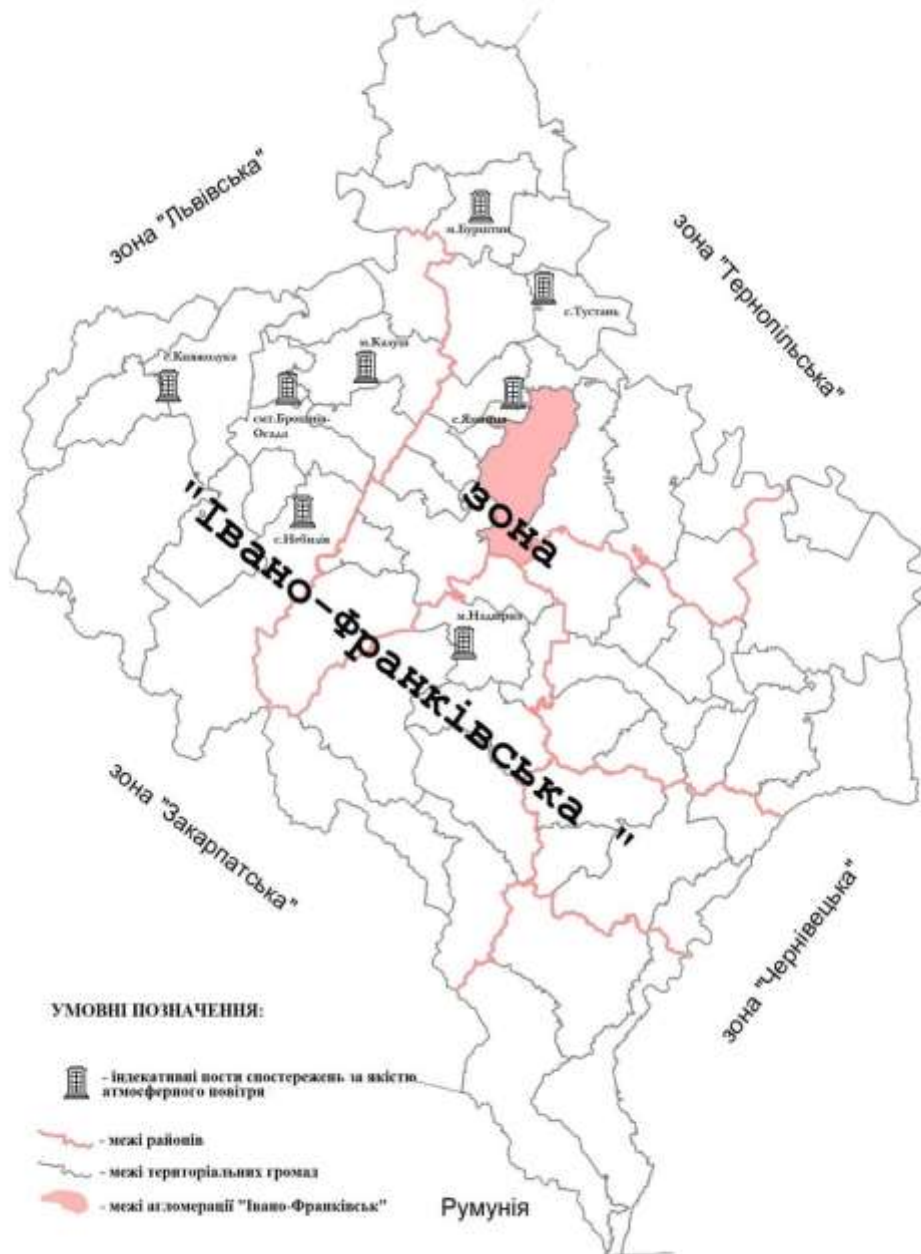 зона "Львівська"
зона "Тернопільська"
м.Бурштин
с.Тустань
м.Калуш
смт.Брошнів-
Осада
с.Ямниця
зона
"Івано-Франківська "
с.Небилів
м.Надвірна
зона "Закарпатська"
зона "Чернівецька"
УМОВНІ ПОЗНАЧЕННЯ:
- індекативні пости спостережень за якістю
атмосферного повітря
- межі районів
- межі територіальних громад
- межі агломерації "Івано-Франківськ"
Румунія